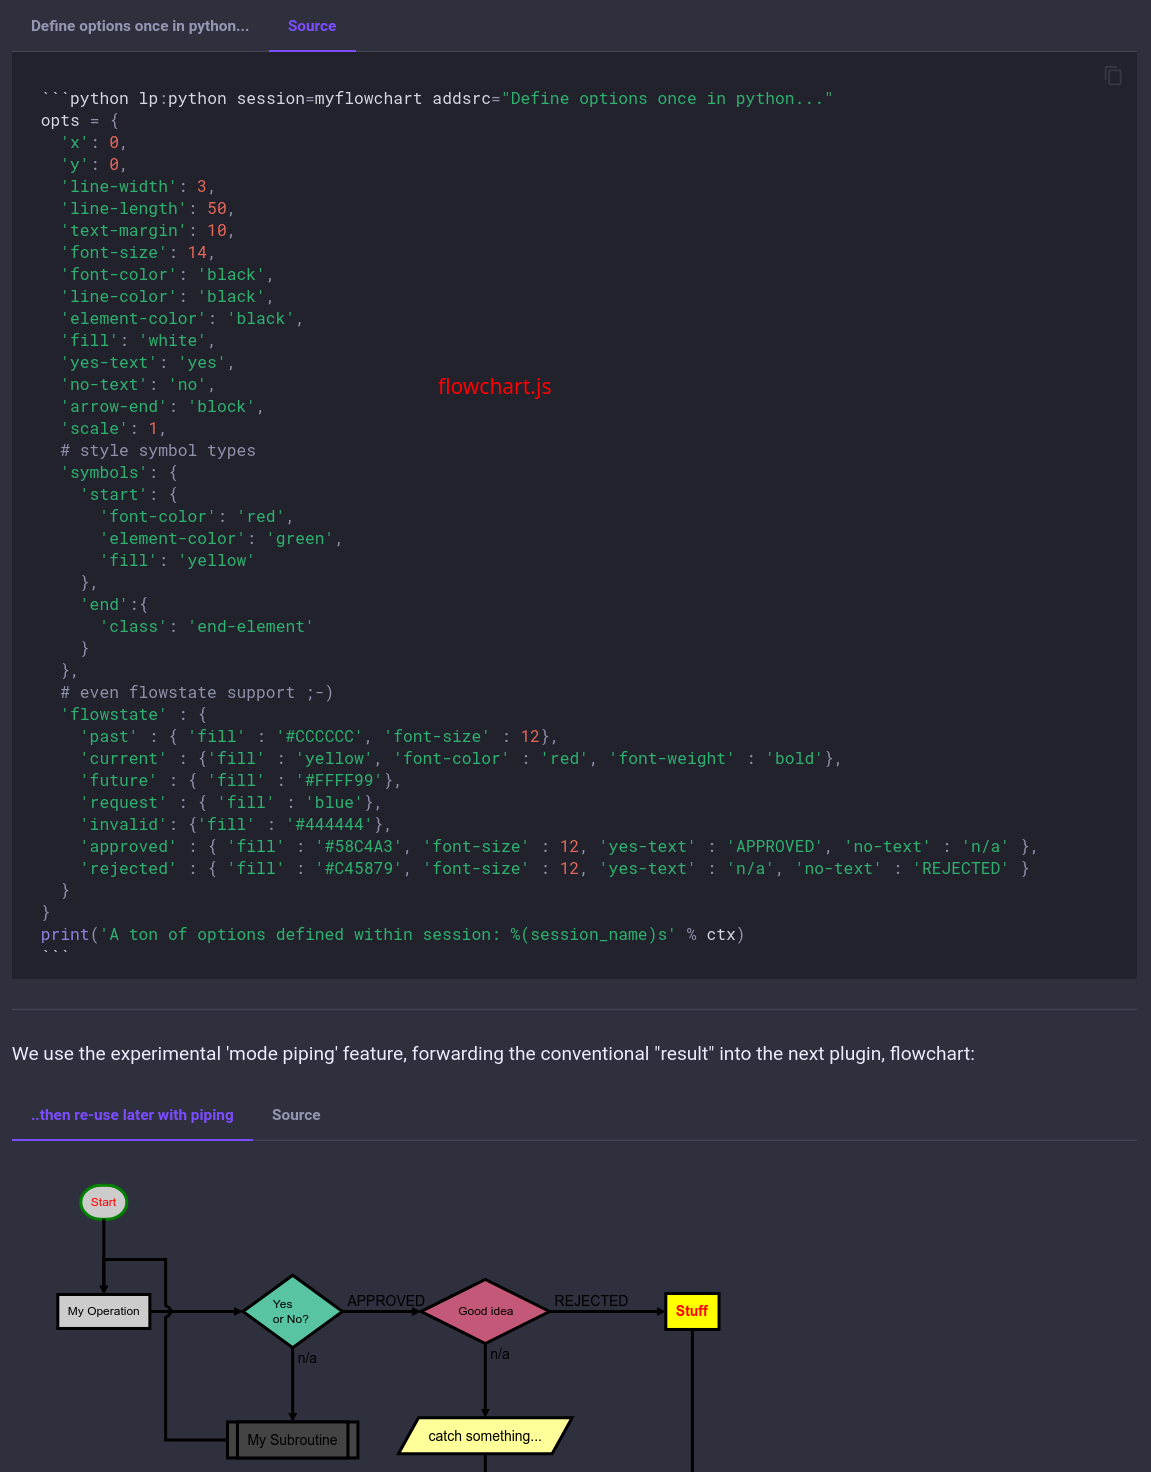 Define options once in python... Source
```python lp:python session=myflowchart addsrc="Define options once in python..."
opts = {
  'x': 0,
  'y': 0,
  'line-width': 3,
  'line-length': 50,
  'text-margin': 10,
  'font-size': 14,
  'font-color': 'black',
  'line-color': 'black',
  'element-color': 'black',
  'fill': 'white',
  'yes-text': 'yes',
  'no-text': 'no',
flowchart.js
  'arrow-end': 'block',
  'scale': 1,
  # style symbol types
  'symbols': {
    'start': {
      'font-color': 'red',
      'element-color': 'green',
      'fill': 'yellow'
    },
    'end':{
      'class': 'end-element'
    }
  },
  # even flowstate support ;-)
  'flowstate' : {
    'past' : { 'fill' : '#CCCCCC', 'font-size' : 12},
    'current' : {'fill' : 'yellow', 'font-color' : 'red', 'font-weight' : 'bold'},
    'future' : { 'fill' : '#FFFF99'},
    'request' : { 'fill' : 'blue'},
    'invalid': {'fill' : '#444444'},
    'approved' : { 'fill' : '#58C4A3', 'font-size' : 12, 'yes-text' : 'APPROVED', 'no-text' : 'n/a' },
    'rejected' : { 'fill' : '#C45879', 'font-size' : 12, 'yes-text' : 'n/a', 'no-text' : 'REJECTED' }
  }
}
print('A ton of options defined within session: %(session_name)s' % ctx)
```
We use the experimental 'mode piping' feature, forwarding the conventional "result" into the next plugin, flowchart:
..then re-use later with piping Source
Start
My Operation
Yes
or No?
APPROVED
Good idea
REJECTED
Stuff
n/a
n/a
My Subroutine
catch something...